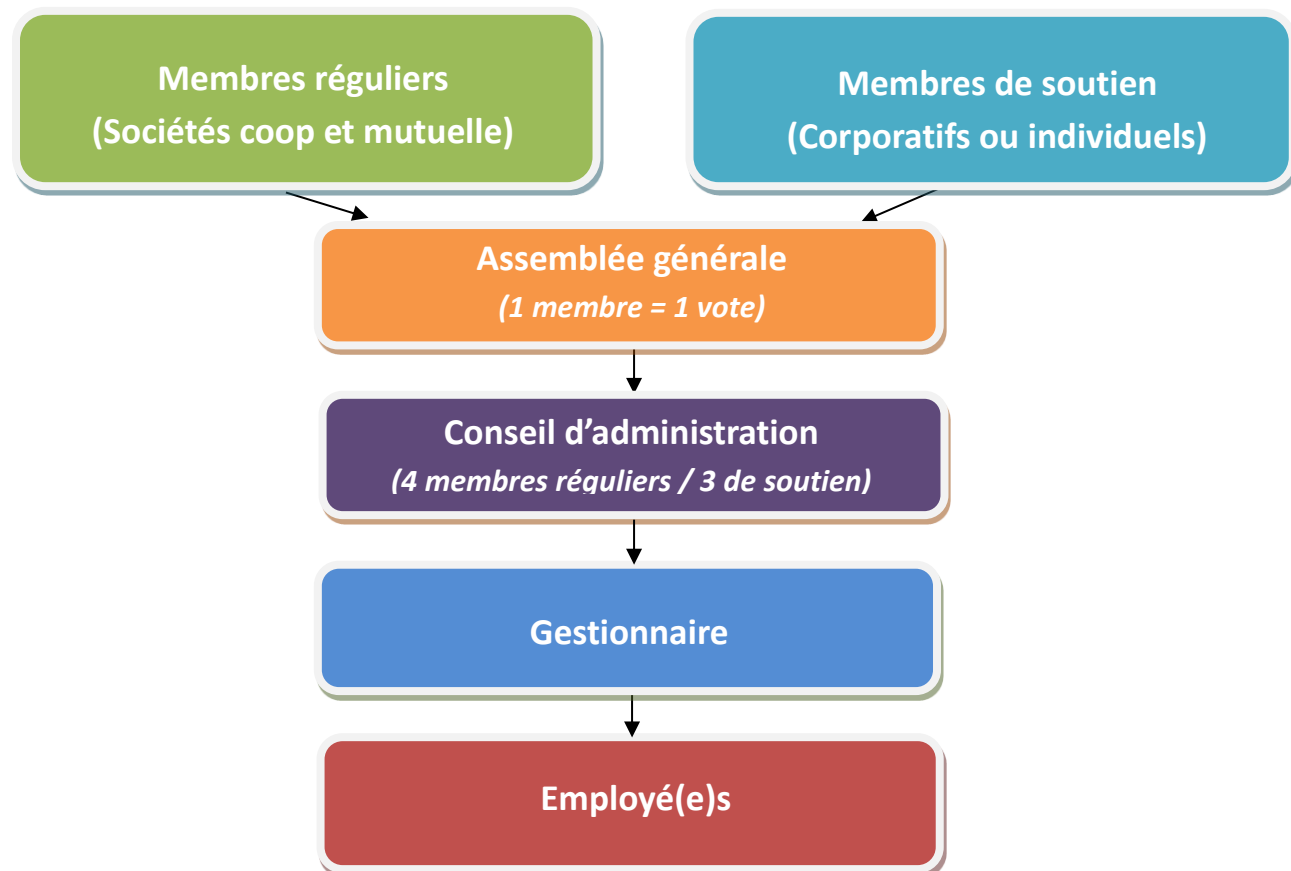 Membres réguliers
(Sociétés coop et mutuelle)
Membres de soutien
(Corporatifs ou individuels)
Assemblée générale
(1 membre = 1 vote)
Conseil d’administration
(4 membres réguliers / 3 de soutien)
Gestionnaire
Employé(e)s